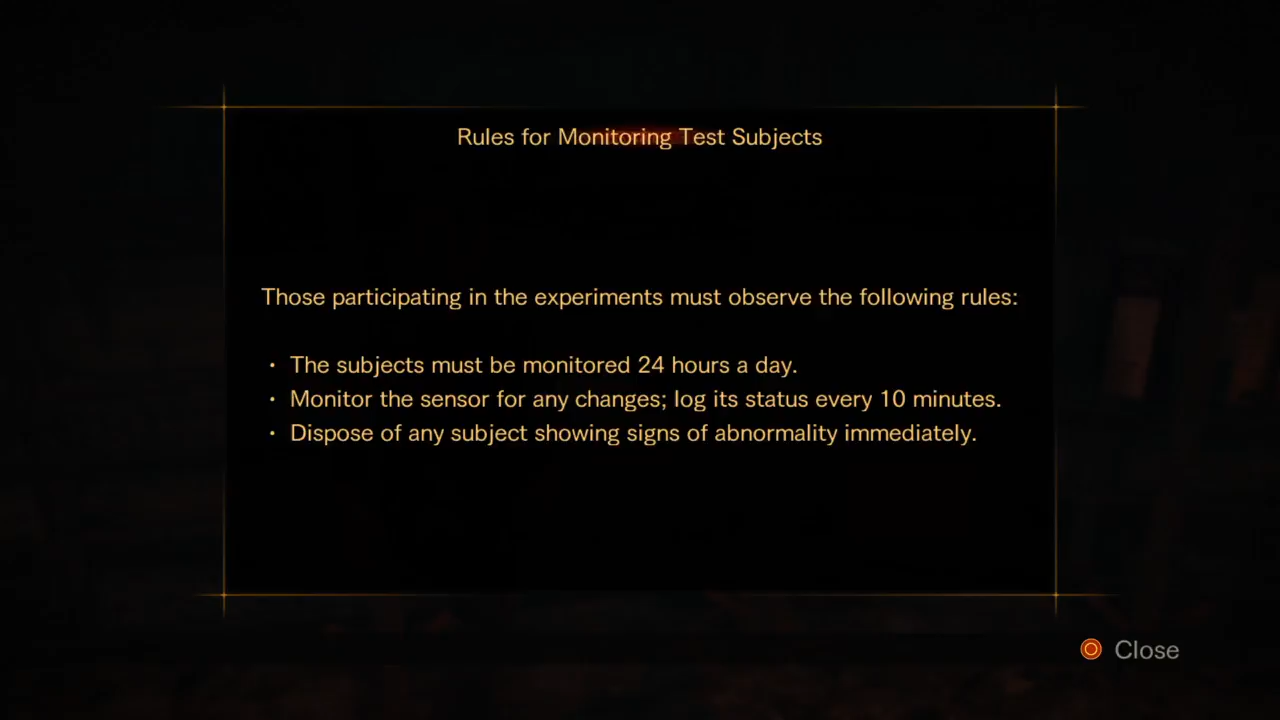 Rules for Monitoring Test Subjects
Those participating in the experiments must observe the following rules:
・ The subjects must be monitored 24 hours a day.
・ Monitor the sensor for any changes; log its status every 10 minutes.
・ Dispose of any subject showing signs of abnormality immediately.
Close